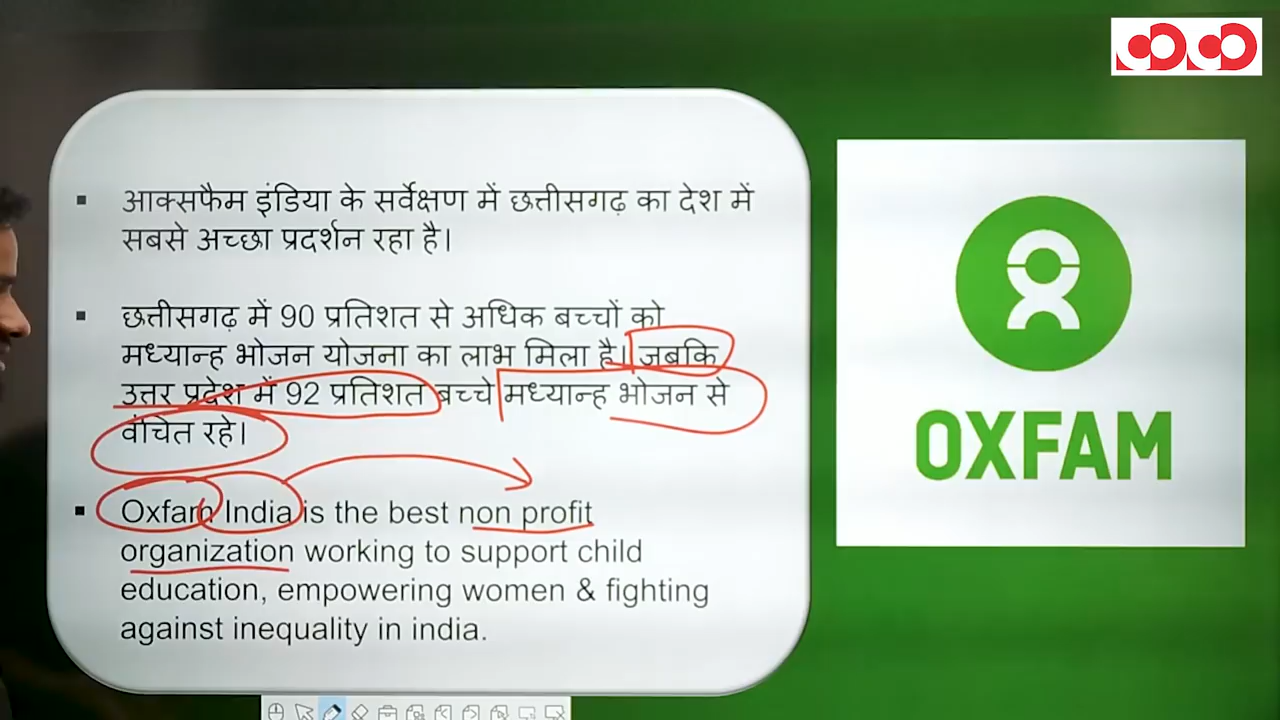 आक्सफैम इंडिया के सर्वेक्षण में छत्तीसगढ़ का देश में
सबसे अच्छा प्रदर्शन रहा है।
छत्तीसगढ़ में 90 प्रतिशत से अधिक बच्चों को
मध्यान्ह भोजन योजना का लाभ मिला है। जबकि
उत्तर प्रदेश में 92 प्रतिशत बच्चे मध्यान्ह भोजन से
वंचित रहे।
Oxfam India is the best non profit
organization working to support child
education, empowering women & fighting
against inequality in india.
OXFAM